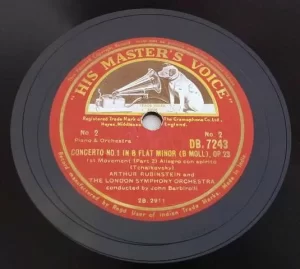 "HIS MASTER'S VOICE"
Registered Trade Mark of The Gramophone Co Ltd.,
Hayes, Middlesex England.
No 2 No 2
Piano & Orchestra DB. 7243
CONCERTO NO 1 IN B FLAT MINOR (B MOLL), OP 23
1st Movement (Part 2) Allegro con spirito
(Tchaikovsky)
ARTHUR RUBINSTEIN and
THE LONDON SYMPHONY ORCHESTRA
conducted by John Barbirolli
Record manufactured by Regd User of Indian Trade Marks